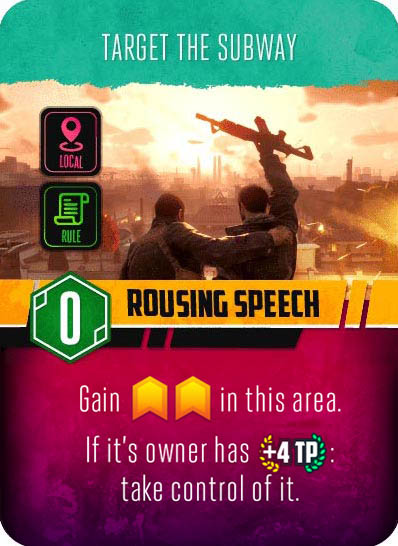 TARGET THE SUBWAY
LOCAL
RULE
0
ROUSING SPEECH
Gain in this area.
If it's owner has +4 TP :
take control of it.